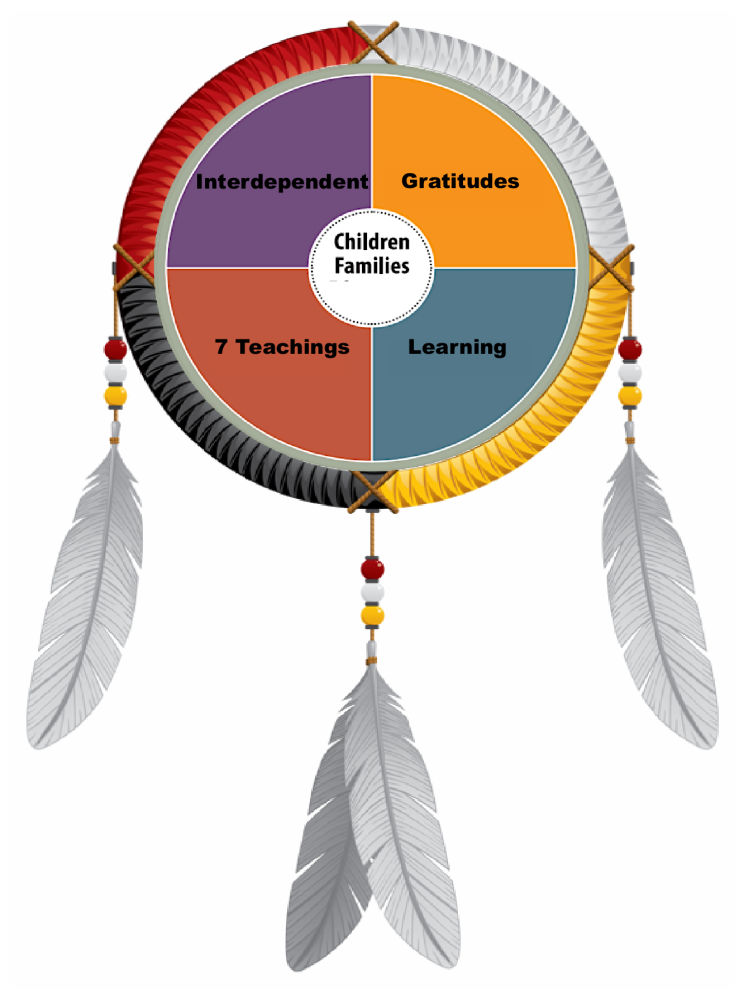 Interdependent
Gratitudes
Children
Families
7 Teachings
Learning